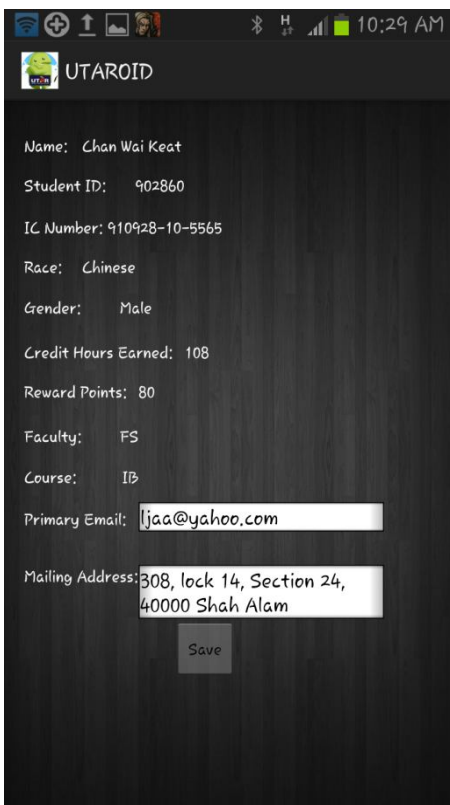 H 10:29 AM
UTAR UTAROID
Name: Chan Wai Keat
Student ID: 902860
IC Number: 910928-10-5565
Race: Chinese
Gender: Male
Credit Hours Earned: 108
Reward Points: 80
Faculty: FS
Course: IB
Primary Email: ljaa@yahoo.com
Mailing Address: 308, lock 14, Section 24,
40000 Shah Alam
Save